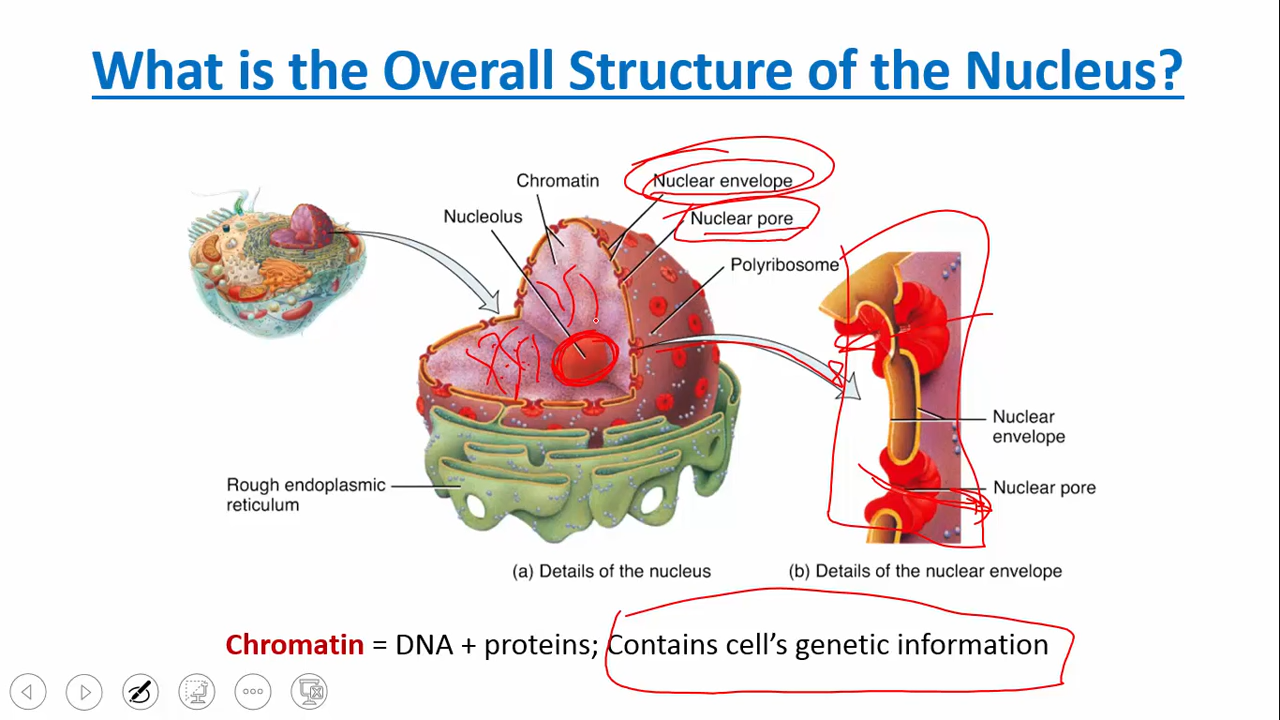 What is the Overall Structure of the Nucleus?
Chromatin
Nuclear envelope
Nucleolus
Nuclear pore
Polyribosome
Nuclear
envelope
Rough endoplasmic
reticulum
Nuclear pore
(a) Details of the nucleus
(b) Details of the nuclear envelope
Chromatin = DNA + proteins; Contains cell's genetic information